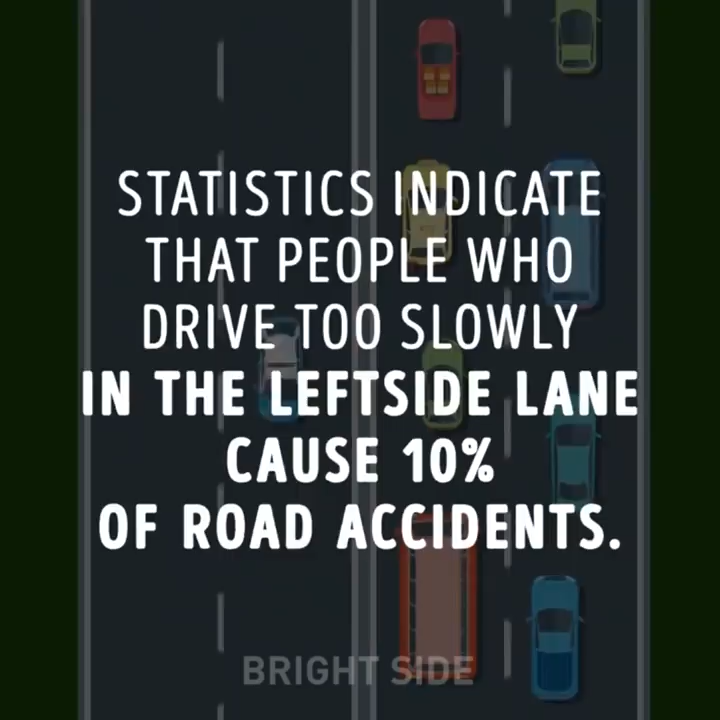 STATISTICS INDICATE
THAT PEOPLE WHO
DRIVE TOO SLOWLY
IN THE LEFTSIDE LANE
CAUSE 10%
OF ROAD ACCIDENTS.
BRIGHT SIDE